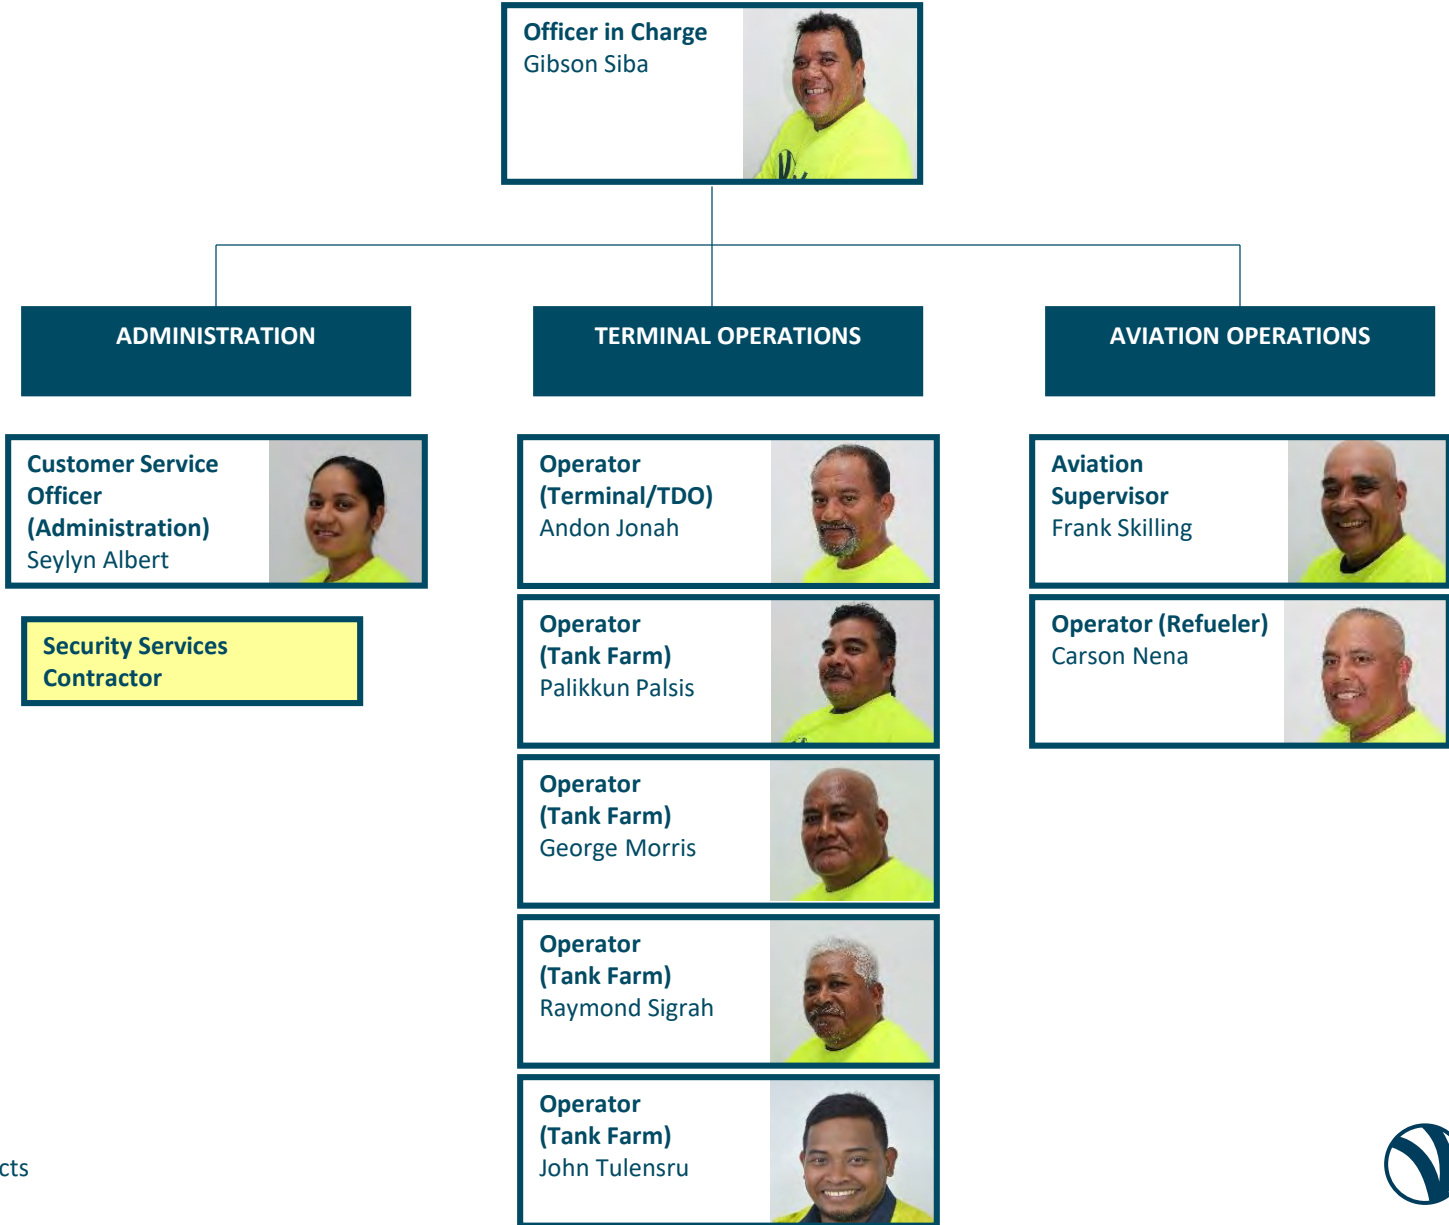 Officer in Charge
Gibson Siba
ADMINISTRATION
TERMINAL OPERATIONS
AVIATION OPERATIONS
Customer Service
Officer
(Administration)
Seylyn Albert
Security Services
Contractor
Operator
(Terminal/TDO)
Andon Jonah
Operator
(Tank Farm)
Palikkun Palsis
Operator
(Tank Farm)
George Morris
Operator
(Tank Farm)
Raymond Sigrah
Operator
(Tank Farm)
John Tulensru
Aviation
Supervisor
Frank Skilling
Operator (Refueler)
Carson Nena
cts